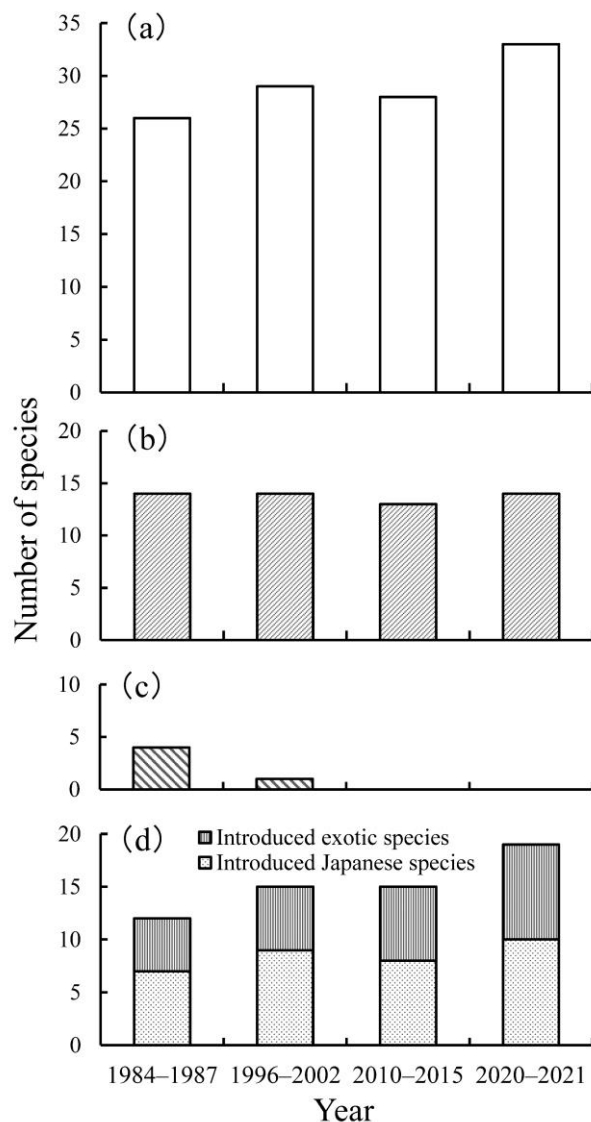 Number of species
(a)
35
30
25
20
15
10
5
0
(b)
20
15
10
5
0
(c)
10
5
0
(d)
Introduced exotic species
Introduced Japanese species
20
15
10
5
0
1984–1987 1996–2002 2010–2015 2020–2021
Year